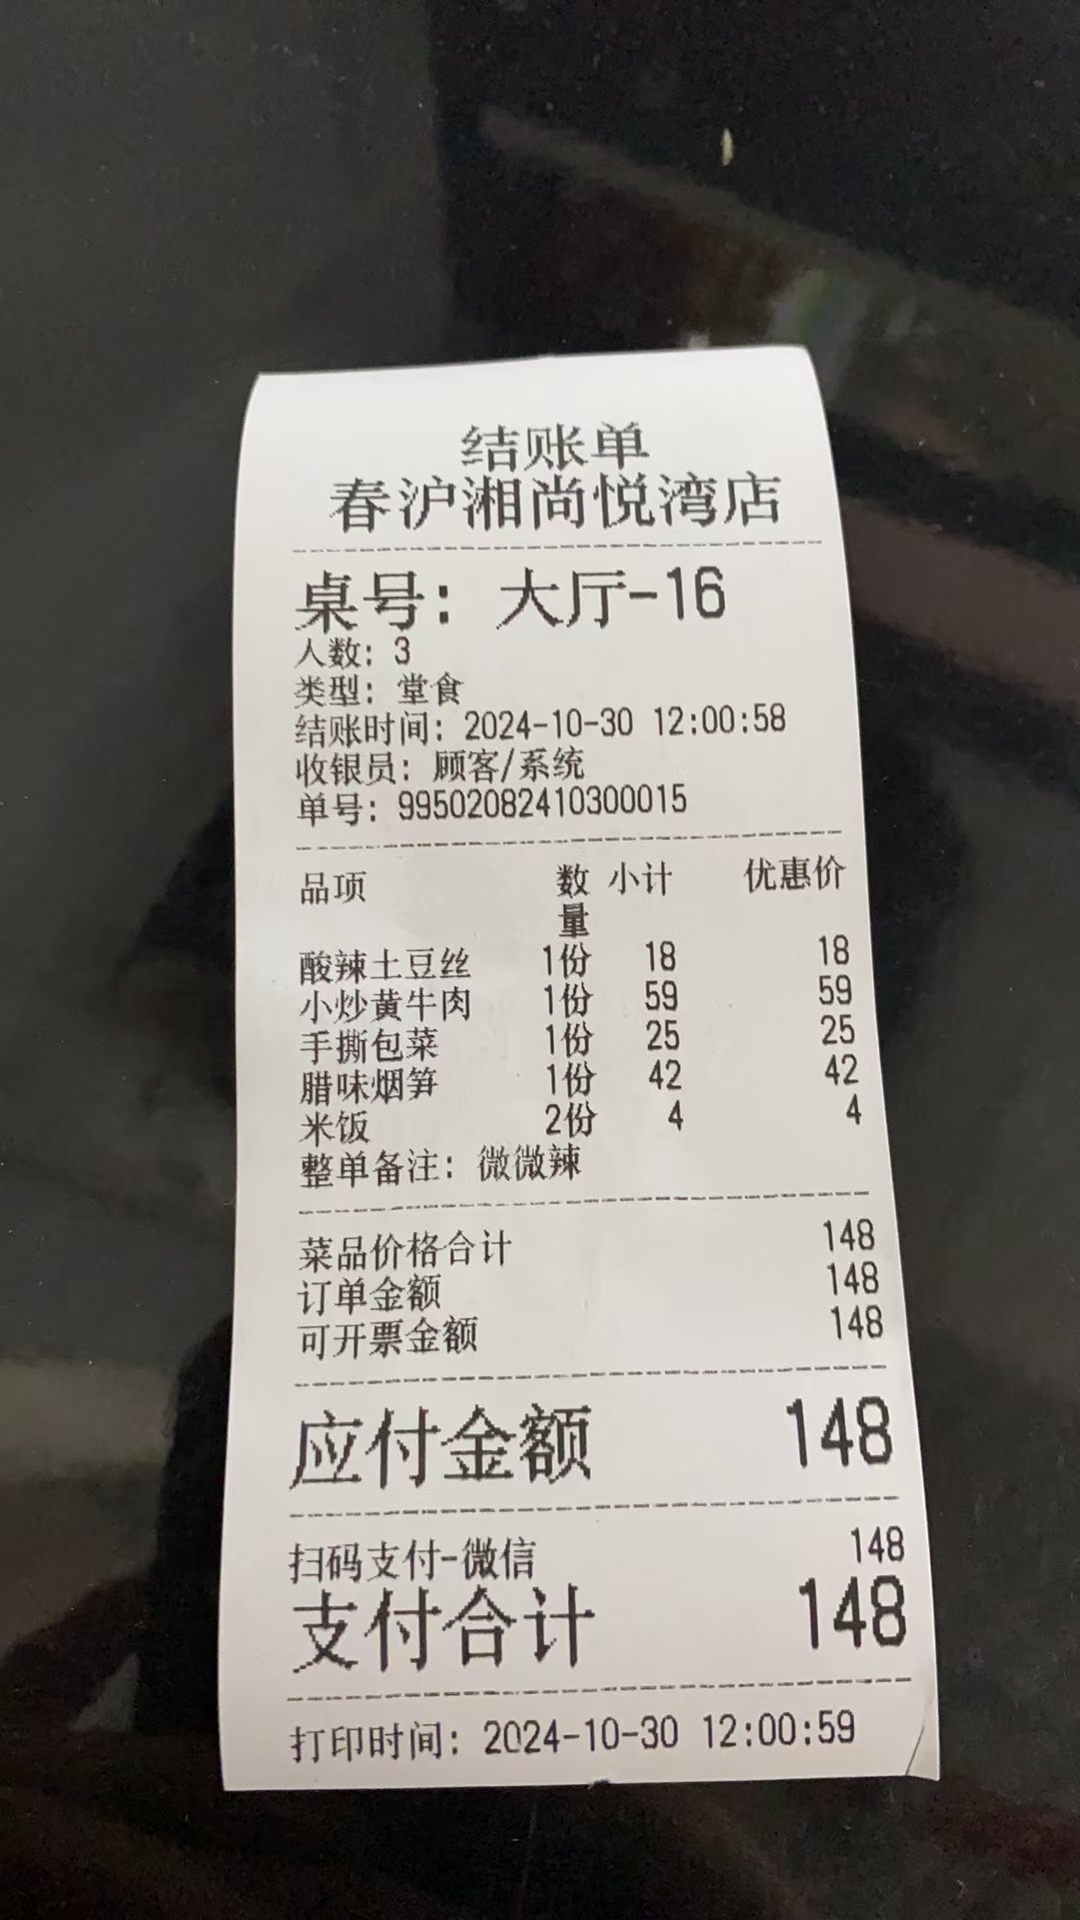 结账单
春沪湘尚悦湾店
桌号: 大厅-16
人数: 3
类型: 堂食
结账时间: 2024-10-30 12:00:58
收银员: 顾客/系统
单号: 99502082410300015
品项 数量 小计 优惠价
酸辣土豆丝 1份 18 18
小炒黄牛肉 1份 59 59
手撕包菜 1份 25 25
腊味烟笋 1份 42 42
米饭 2份 4 4
整单备注: 微微辣
菜品价格合计 148
订单金额 148
可开票金额 148
应付金额 148
扫码支付-微信 148
支付合计 148
打印时间: 2024-10-30 12:00:59